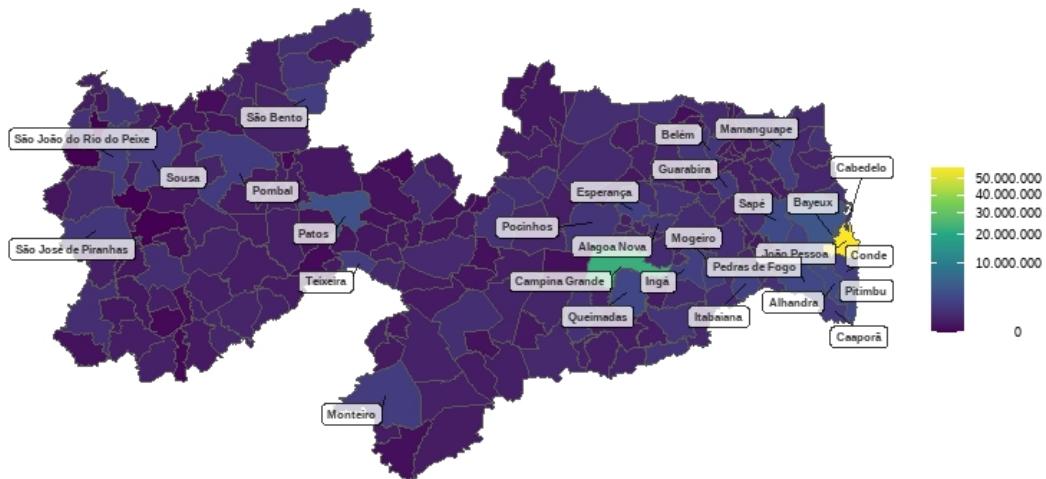 São Bento
Belém
Mamanguape
São João do Rio do Peixe
Guarabira
Cabedelo
Sousa
Pombal
Esperança
Sapé
Bayeux
Patos
Pocinhos
São José de Piranhas
Alagoa Nova
Mogeiro
João Pessoa
Conde
Pedras de Fogo
Teixeira
Campina Grande
Ingá
Pitimbu
Queimadas
Itabaiana
Alhandra
Caaporã
Monteiro
50.000.000
40.000.000
30.000.000
20.000.000
10.000.000
0